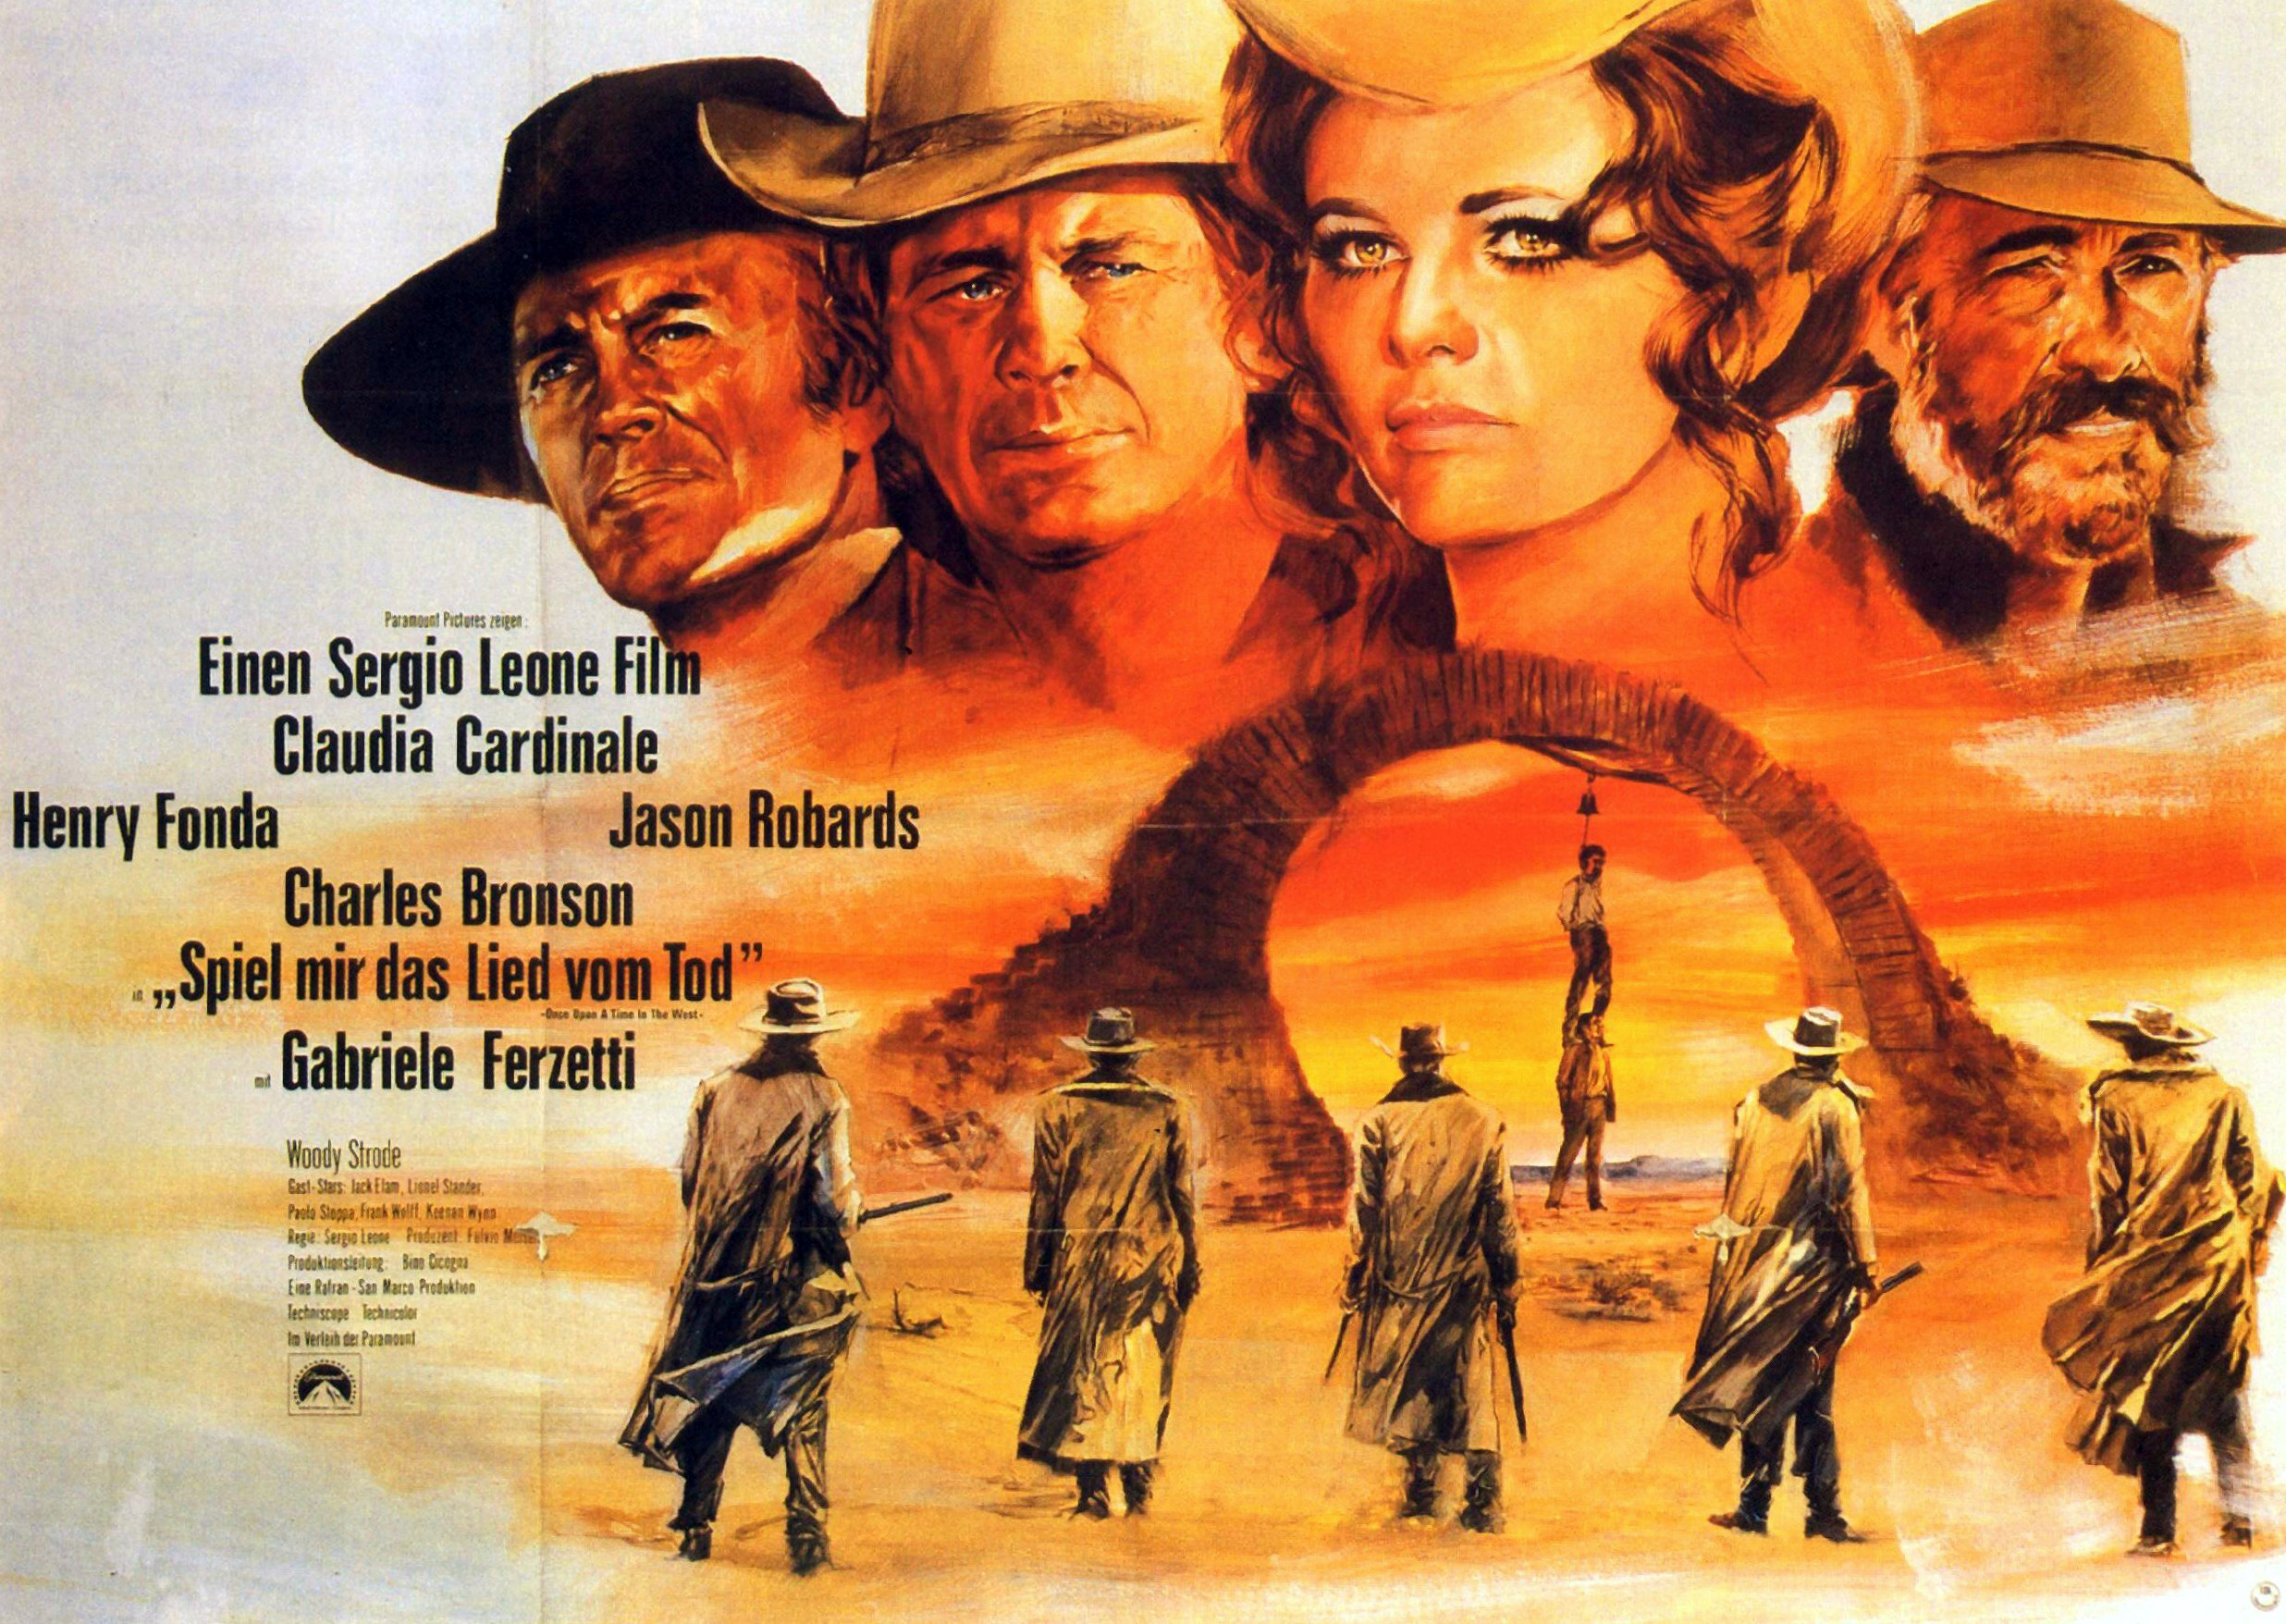 Paramount Pictures zeigen:
Einen Sergio Leone Film
Claudia Cardinale
Henry Fonda Jason Robards
Charles Bronson
in „Spiel mir das Lied vom Tod”
-Once Upon A Time In The West-
mit Gabriele Ferzetti
Woody Strode
Gast-Stars: Jack Elam, Lionel Stander,
Paolo Stoppa, Frank Wolff, Keenan Wynn
Regie: Sergio Leone Produzent: Fulvio
Produktionsleitung: Bino Cicogna
Eine Rafran - San Marco Produktion
Techniscope Technicolor
Im Verleih der Paramount
Paramount